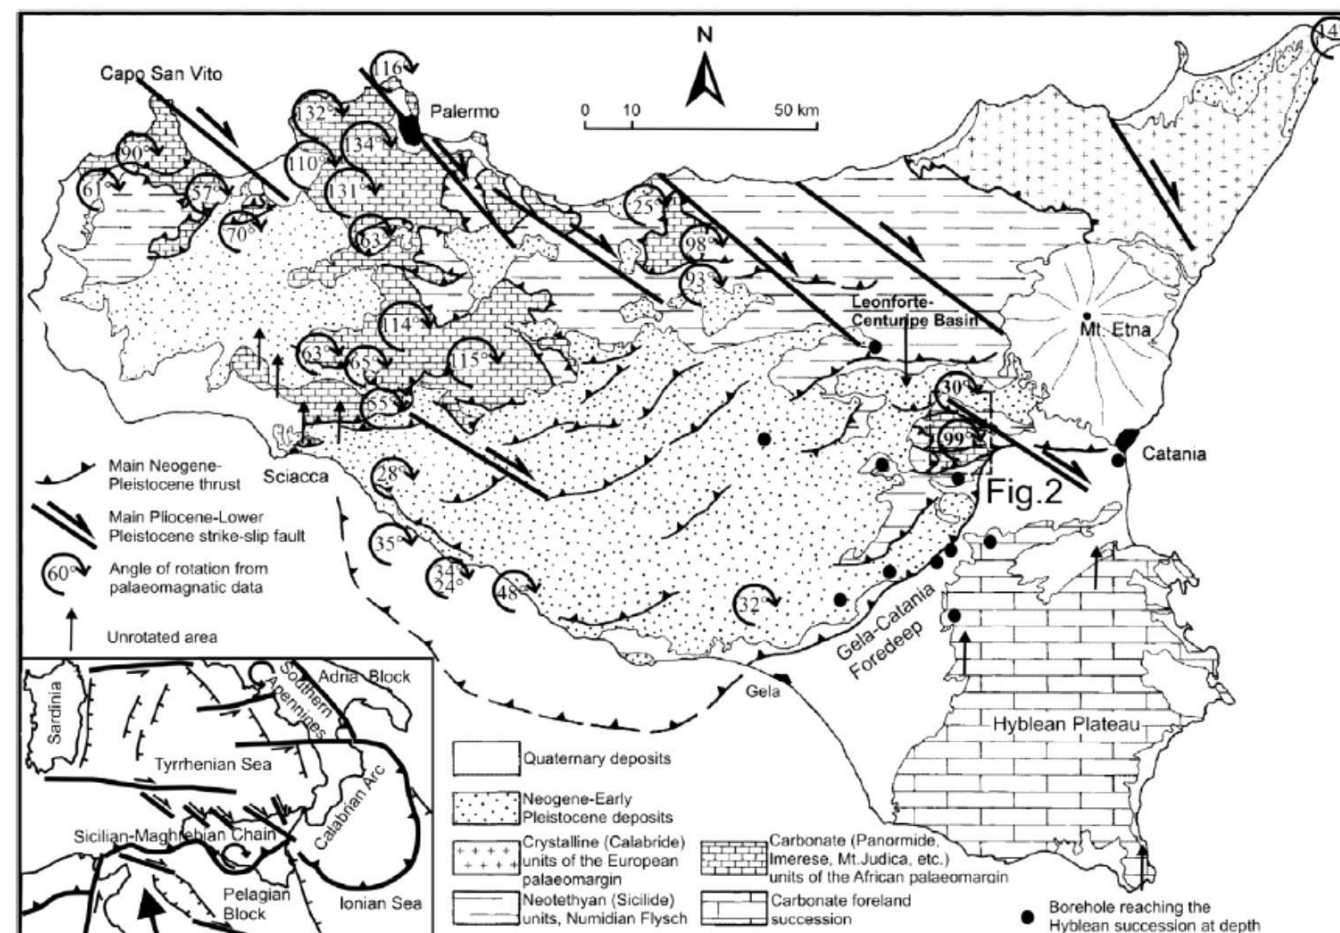 14°
N
116°
Capo San Vito
Palermo
0 10 50 km
132°
134°
90°
110°
61°
57°
131°
25°
70°
63°
98°
93°
Leonforte-
Centuripe Basin
114°
Mt. Etna
63°
65°
115°
30°
55°
99°
Catania
Sciacca
28°
Fig.2
Main Neogene-
Pleistocene thrust
Main Pliocene-Lower
Pleistocene strike-slip fault
35°
60°
Angle of rotation from
palaeomagnatic data
34°
24°
48°
32°
Gela-Catania
Foredeep
Unrotated area
Gela
Hyblean Plateau
Sardinia
Southern
Apennines
Adria Block
Tyrrhenian Sea
Calabrian Arc
Sicilian-Maghrebian Chain
Pelagian
Block
Ionian Sea
Quaternary deposits
Neogene-Early
Pleistocene deposits
Crystalline (Calabride)
units of the European
palaeomargin
Neotethyan (Sicilide)
units, Numidian Flysch
Carbonate (Panormide,
Imerese, Mt.Judica, etc.)
units of the African palaeomargin
Carbonate foreland
succession
Borehole reaching the
Hyblean succession at depth